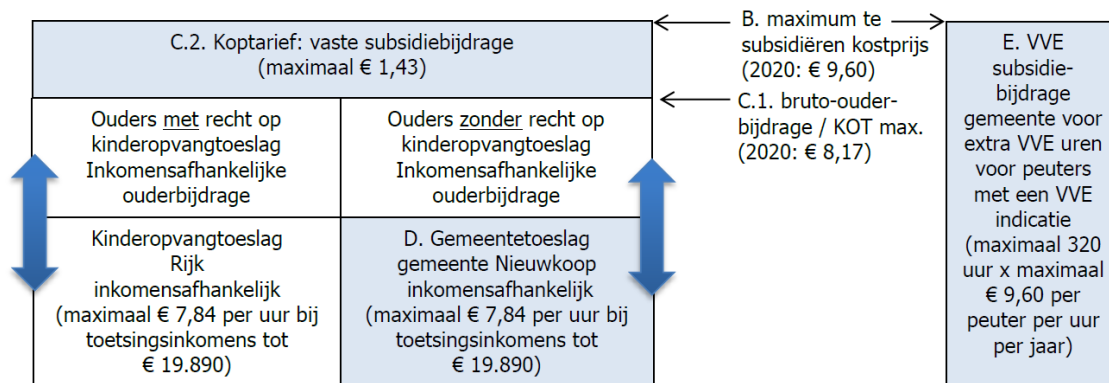 C.2. Koptarief: vaste subsidiebijdrage
(maximaal € 1,43)
Ouders met recht op
kinderopvangtoeslag
Inkomensafhankelijke
ouderbijdrage
Ouders zonder recht op
kinderopvangtoeslag
Inkomensafhankelijke
ouderbijdrage
Kinderopvangtoeslag
Rijk
inkomensafhankelijk
(maximaal € 7,84 per uur bij
toetsingsinkomens tot
€ 19.890)
D. Gemeentetoeslag
gemeente Nieuwkoop
inkomensafhankelijk
(maximaal € 7,84 per uur bij
toetsingsinkomens tot
€ 19.890)
B. maximum te
subsidiëren kostprijs
(2020: € 9,60)
C.1. bruto-ouder-
bijdrage / KOT max.
(2020: € 8,17)
E. VVE
subsidie-
bijdrage
gemeente voor
extra VVE uren
voor peuters
met een VVE
indicatie
(maximaal 320
uur x maximaal
€ 9,60 per
peuter per uur
per jaar)